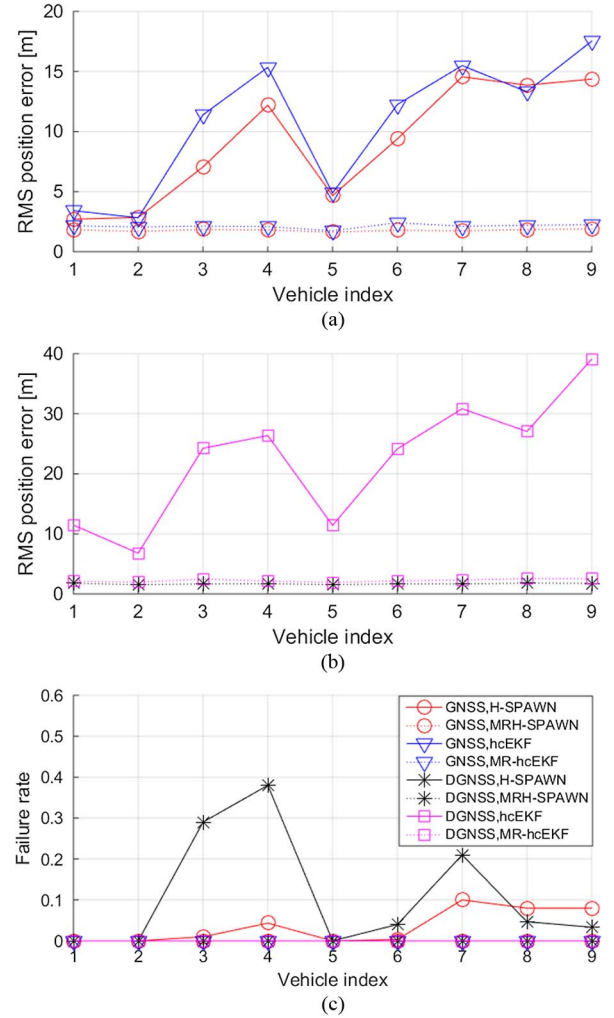 20
15
10
5
0
RMS position error [m]
1 2 3 4 5 6 7 8 9
Vehicle index
(a)
40
30
20
10
0
RMS position error [m]
1 2 3 4 5 6 7 8 9
Vehicle index
(b)
0.6
0.5
0.4
0.3
0.2
0.1
0
Failure rate
GNSS,H-SPAWN
GNSS,MRH-SPAWN
GNSS,hcEKF
GNSS,MR-hcEKF
DGNSS,H-SPAWN
DGNSS,MRH-SPAWN
DGNSS,hcEKF
DGNSS,MR-hcEKF
1 2 3 4 5 6 7 8 9
Vehicle index
(c)